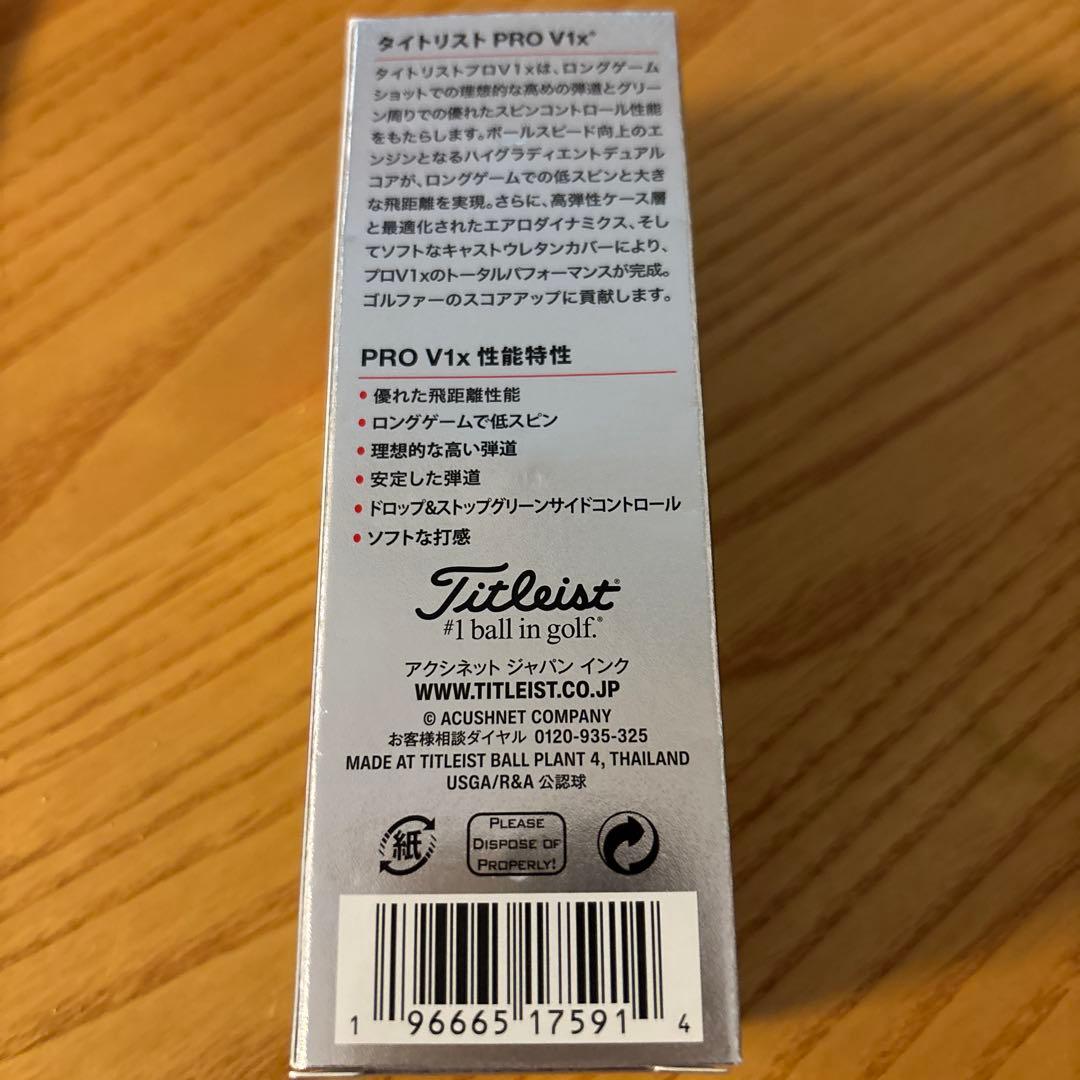 タイトリスト PRO V1x®
タイトリストプロV1xは、ロングゲーム
ショットでの理想的な高めの弾道とグリー
ン周りでの優れたスピンコントロール性能
をもたらします。ボールスピード向上のエ
ンジンとなるハイグラディエントデュアル
コアが、ロングゲームでの低スピンと大き
な飛距離を実現。さらに、高弾性ケース層
と最適化されたエアロダイナミクス、そし
てソフトなキャストウレタンカバーにより、
プロV1xのトータルパフォーマンスが完成。
ゴルファーのスコアアップに貢献します。
PRO V1x 性能特性
• 優れた飛距離性能
• ロングゲームで低スピン
• 理想的な高い弾道
• 安定した弾道
• ドロップ&ストップグリーンサイドコントロール
• ソフトな打感
Titleist®
#1 ball in golf.®
アクシネット ジャパン インク
WWW.TITLEIST.CO.JP
© ACUSHNET COMPANY
お客様相談ダイヤル 0120-935-325
MADE AT TITLEIST BALL PLANT 4, THAILAND
USGA/R&A 公認球
紙
PLEASE
DISPOSE OF
PROPERLY!
1 96665 17591 4